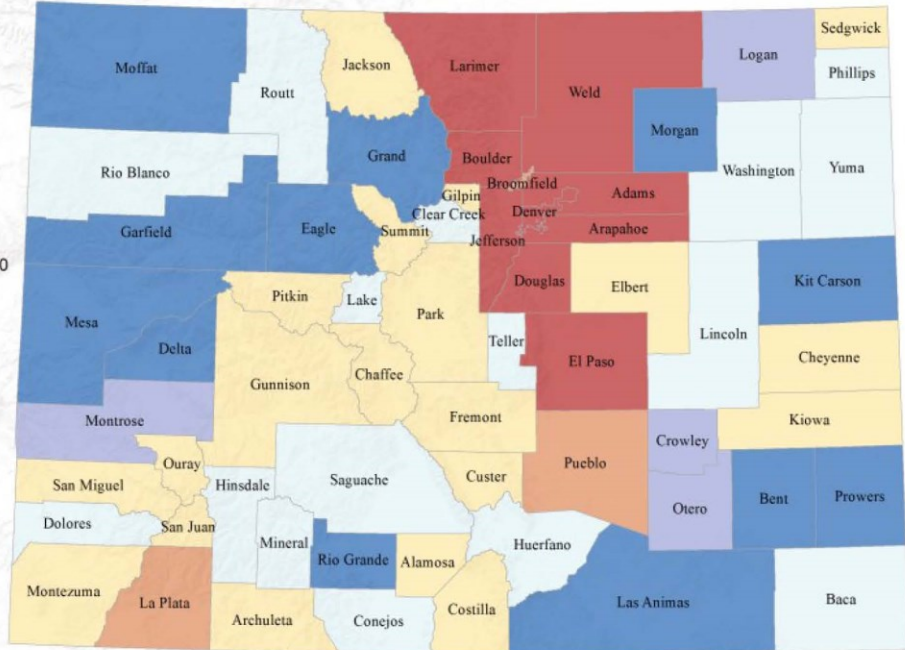 Sedgwick
Moffat
Routt
Jackson
Larimer
Weld
Logan
Phillips
Morgan
Rio Blanco
Grand
Boulder
Washington
Yuma
Broomfield
Gilpin
Adams
Clear Creek
Denver
Garfield
Eagle
Summit
Jefferson
Arapahoe
0
Pitkin
Lake
Park
Douglas
Elbert
Kit Carson
Mesa
Delta
Teller
Lincoln
Gunnison
Chaffee
El Paso
Cheyenne
Montrose
Fremont
Kiowa
Ouray
Crowley
San Miguel
Hinsdale
Saguache
Custer
Pueblo
Otero
Bent
Prowers
Dolores
San Juan
Mineral
Rio Grande
Alamosa
Huerfano
Montezuma
La Plata
Archuleta
Conejos
Costilla
Las Animas
Baca